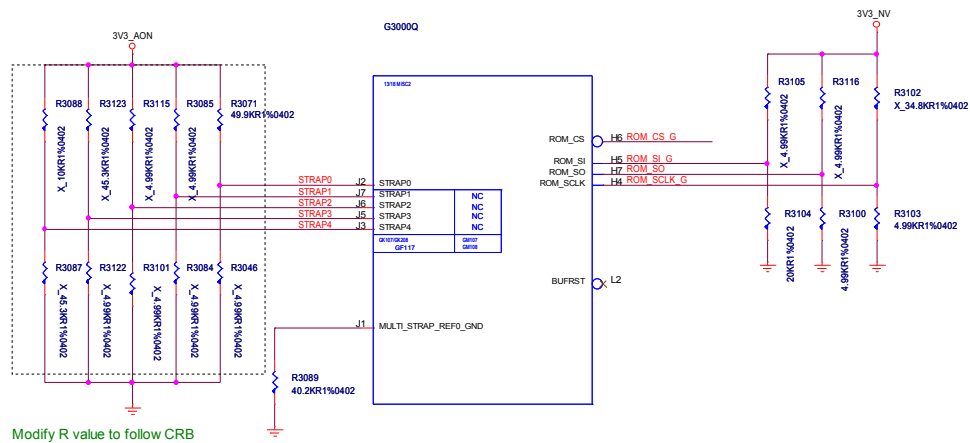 G3000Q
3V3_NV
3V3_AON
13/18 MISC2
R3088
R3123
R3115
R3085
R3071
49.9KR1%0402
X_10KR1%0402
X_45.3KR1%0402
X_4.99KR1%0402
X_4.99KR1%0402
R3105
R3116
R3102
X_34.8KR1%0402
X_4.99KR1%0402
X_4.99KR1%0402
ROM_CS H6 ROM_CS_G
ROM_SI H5 ROM_SI_G
ROM_SO H7 ROM_SO
ROM_SCLK H4 ROM_SCLK_G
STRAP0 J2 STRAP0
STRAP1 J7 STRAP1 NC
STRAP2 J6 STRAP2 NC
STRAP3 J5 STRAP3 NC
STRAP4 J3 STRAP4 NC
GK107/GK208 GM107
GF117 GM108
R3104
R3100
R3103
4.99KR1%0402
20KR1%0402
4.99KR1%0402
R3087
R3122
R3101
R3084
R3046
X_45.3KR1%0402
X_4.99KR1%0402
X_4.99KR1%0402
X_4.99KR1%0402
X_4.99KR1%0402
BUFRST L2
J1 MULTI_STRAP_REF0_GND
R3089
40.2KR1%0402
Modify R value to follow CRB